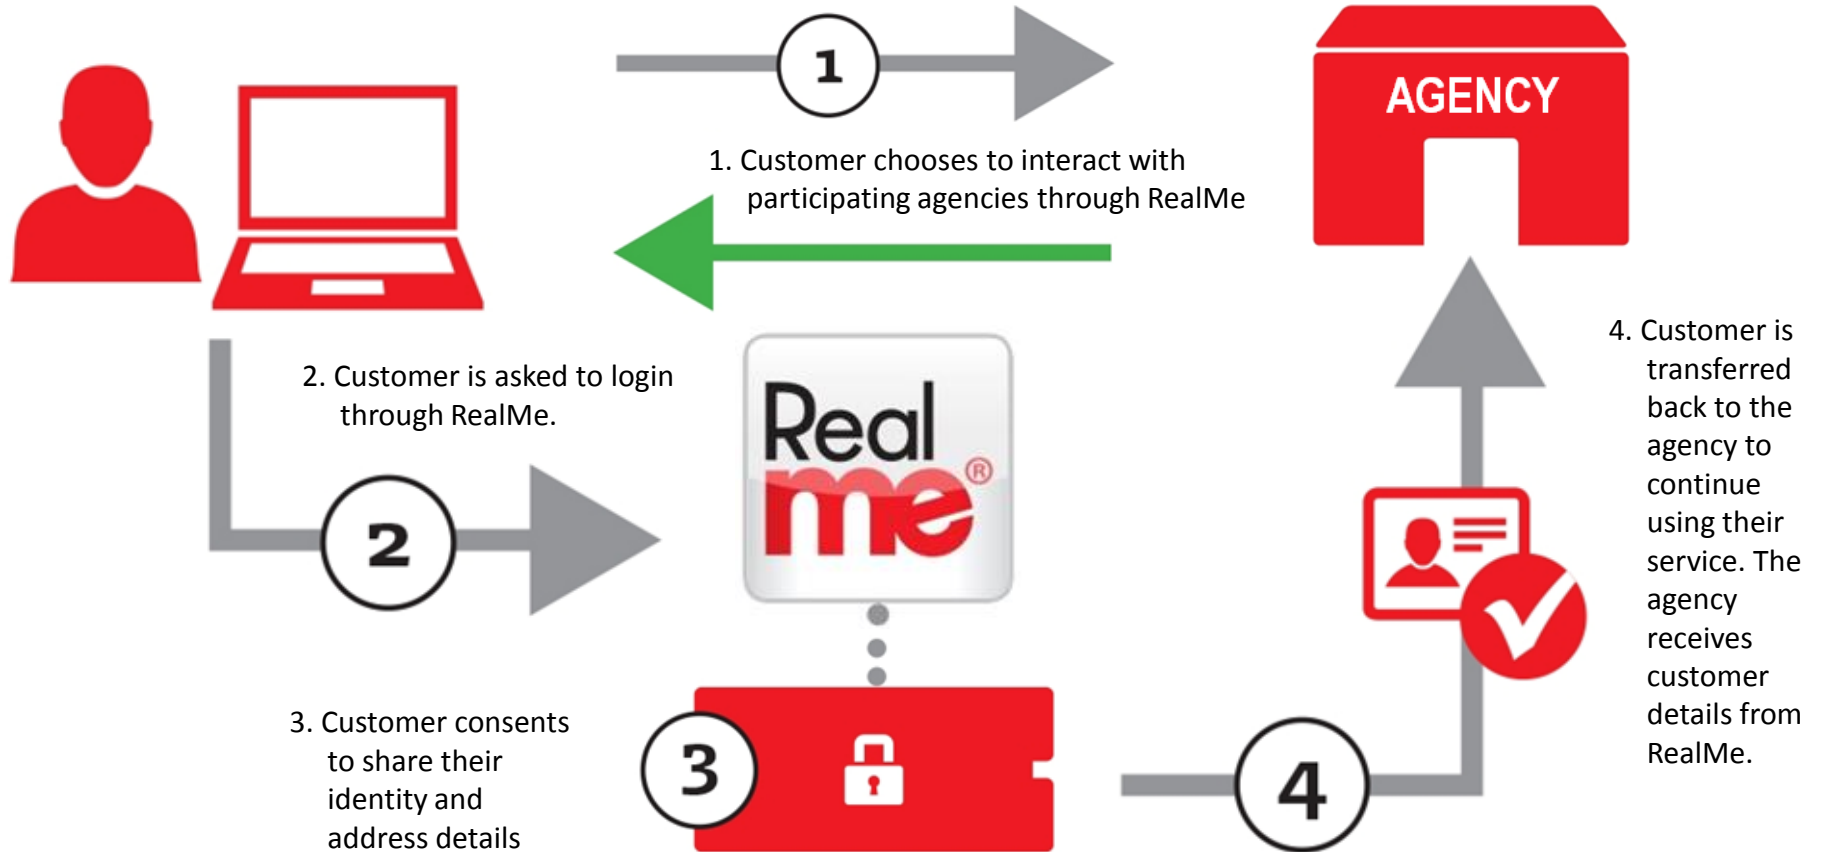 1
AGENCY
1. Customer chooses to interact with
participating agencies through RealMe
2. Customer is asked to login
through RealMe.
2
Real
me®
3. Customer consents
to share their
identity and
address details
3
4
4. Customer is
transferred
back to the
agency to
continue
using their
service. The
agency
receives
customer
details from
RealMe.